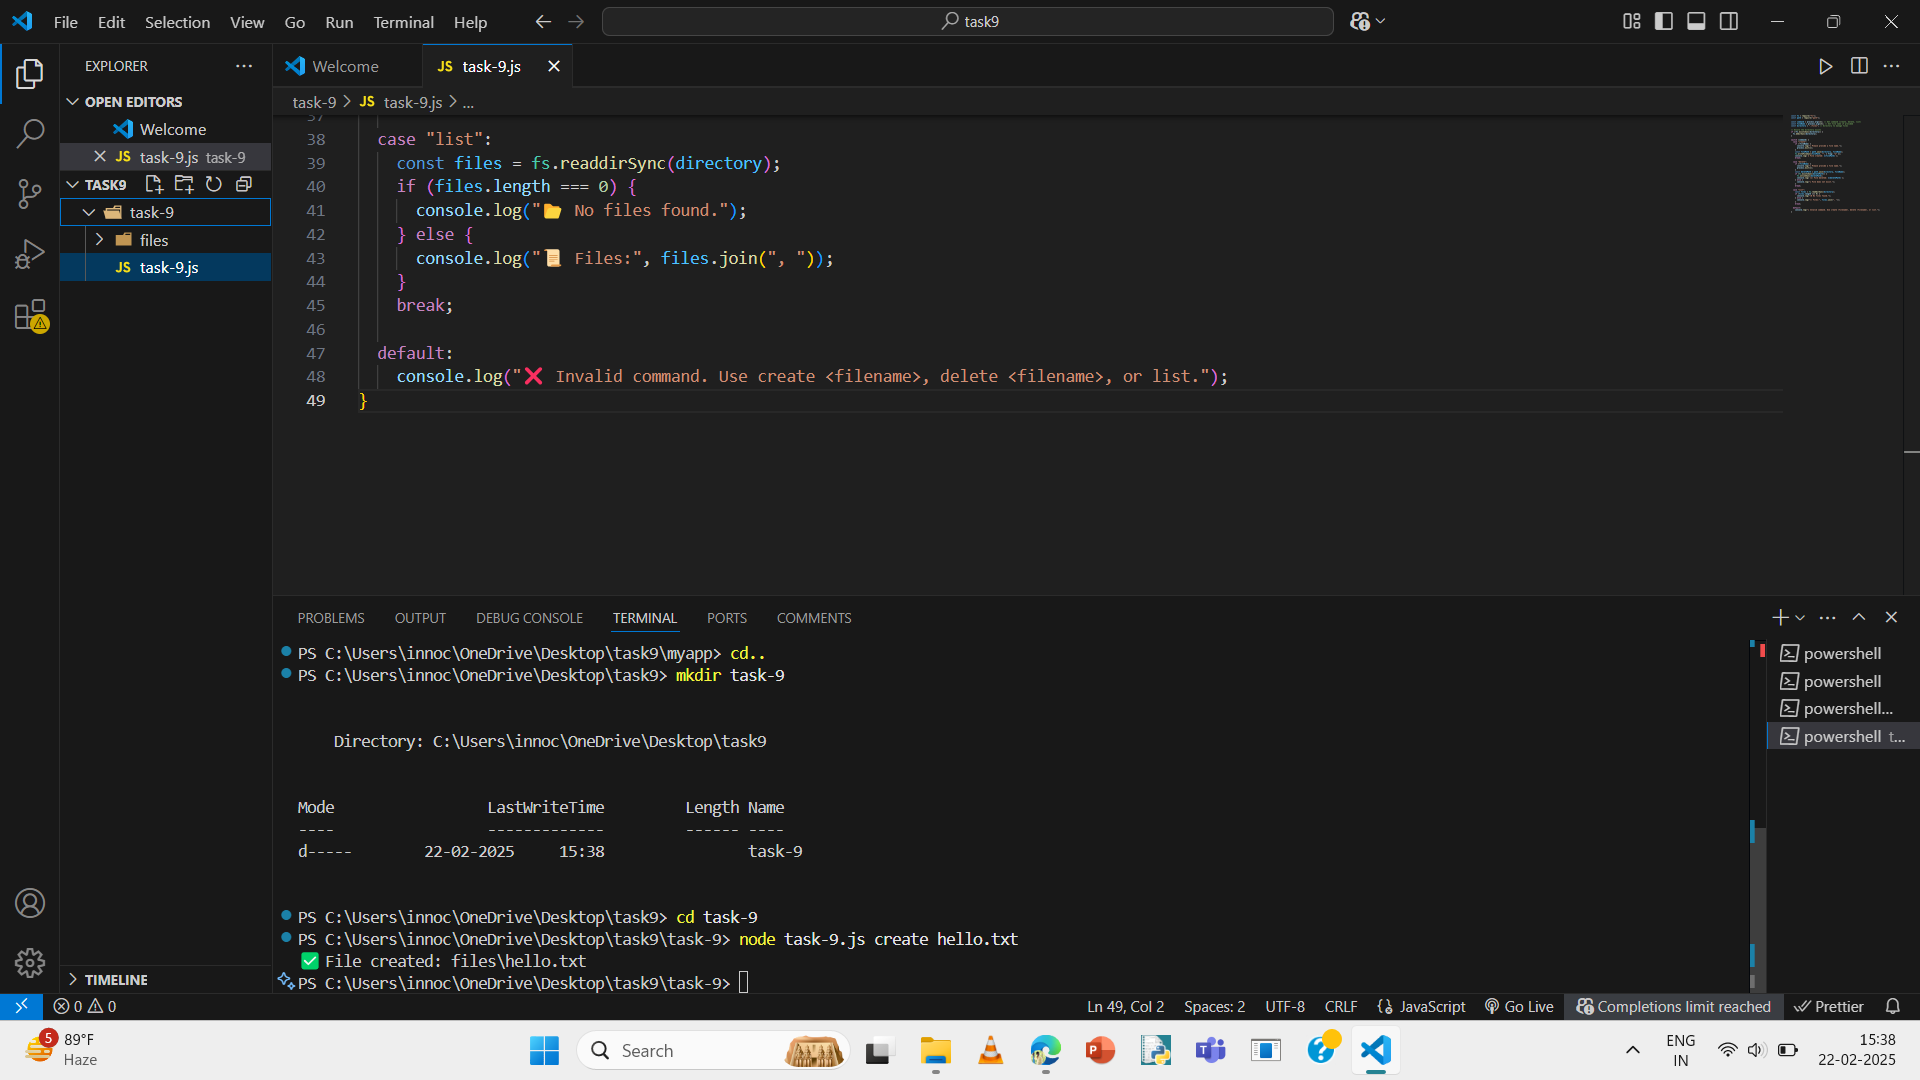 File Edit Selection View Go Run Terminal Help
task9
EXPLORER
OPEN EDITORS
Welcome
JS task-9.js task-9
TASK9
task-9
files
JS task-9.js
TIMELINE
Welcome
JS task-9.js
task-9 > JS task-9.js > ...
37
38 case "list":
39 const files = fs.readdirSync(directory);
40 if (files.length === 0) {
41 console.log("📂 No files found.");
42 } else {
43 console.log("📜 Files:", files.join(", "));
44 }
45 break;
46
47 default:
48 console.log("❌ Invalid command. Use create <filename>, delete <filename>, or list.");
49 }
PROBLEMS OUTPUT DEBUG CONSOLE TERMINAL PORTS COMMENTS
PS C:\Users\innoc\OneDrive\Desktop\task9\myapp> cd..
PS C:\Users\innoc\OneDrive\Desktop\task9> mkdir task-9
Directory: C:\Users\innoc\OneDrive\Desktop\task9
Mode LastWriteTime Length Name
---- ------------- ------ ----
d----- 22-02-2025 15:38 task-9
PS C:\Users\innoc\OneDrive\Desktop\task9> cd task-9
PS C:\Users\innoc\OneDrive\Desktop\task9\task-9> node task-9.js create hello.txt
✅ File created: files\hello.txt
PS C:\Users\innoc\OneDrive\Desktop\task9\task-9>
powershell
powershell
powershell...
powershell t...
0 0
Ln 49, Col 2 Spaces: 2 UTF-8 CRLF {} JavaScript Go Live Completions limit reached Prettier
5
89°F
Haze
Search
ENG
IN
15:38
22-02-2025